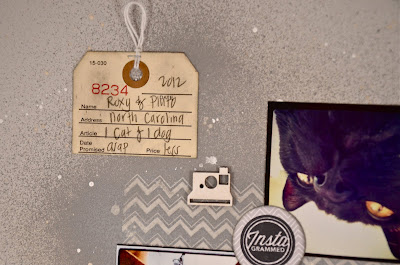 15-030
8234
2012
Name Roxy & Pierre
Address North Carolina
Article 1 Cat & 1 dog
Date
Promised asap Price
Insta
GRAMMED